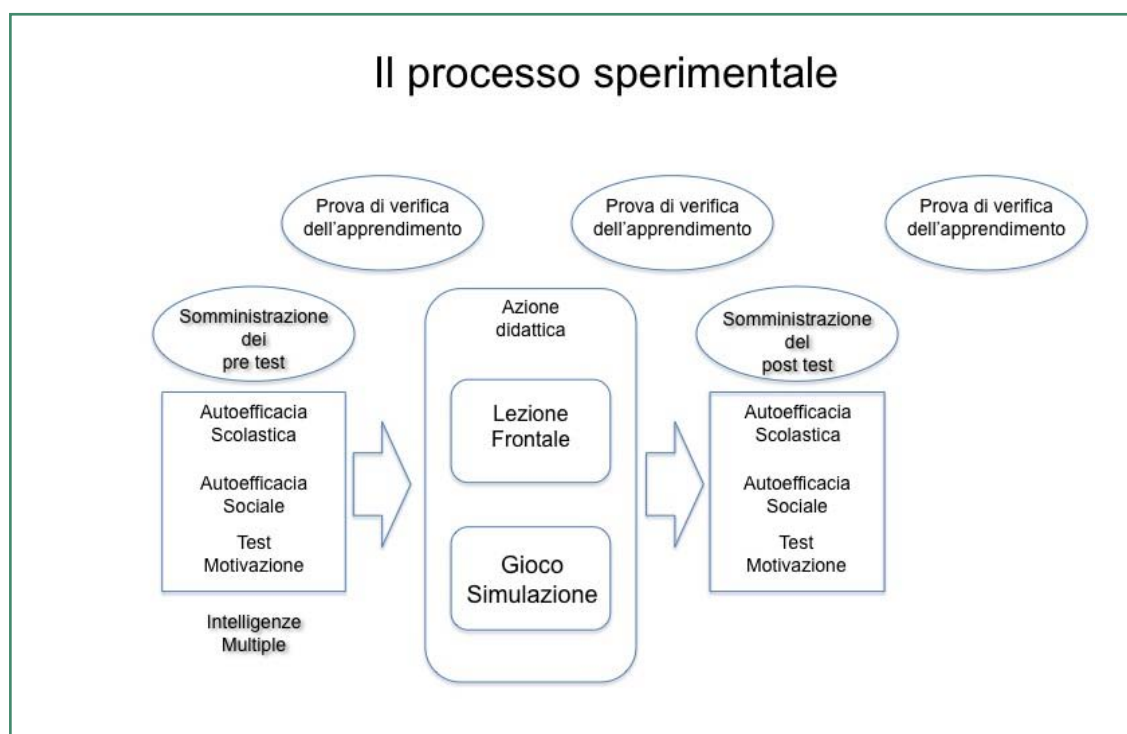 Il processo sperimentale
Prova di verifica
dell'apprendimento
Prova di verifica
dell'apprendimento
Prova di verifica
dell'apprendimento
Somministrazione
dei
pre test
Autoefficacia
Scolastica
Autoefficacia
Sociale
Test
Motivazione
Intelligenze
Multiple
Azione
didattica
Lezione
Frontale
Gioco
Simulazione
Somministrazione
del
post test
Autoefficacia
Scolastica
Autoefficacia
Sociale
Test
Motivazione